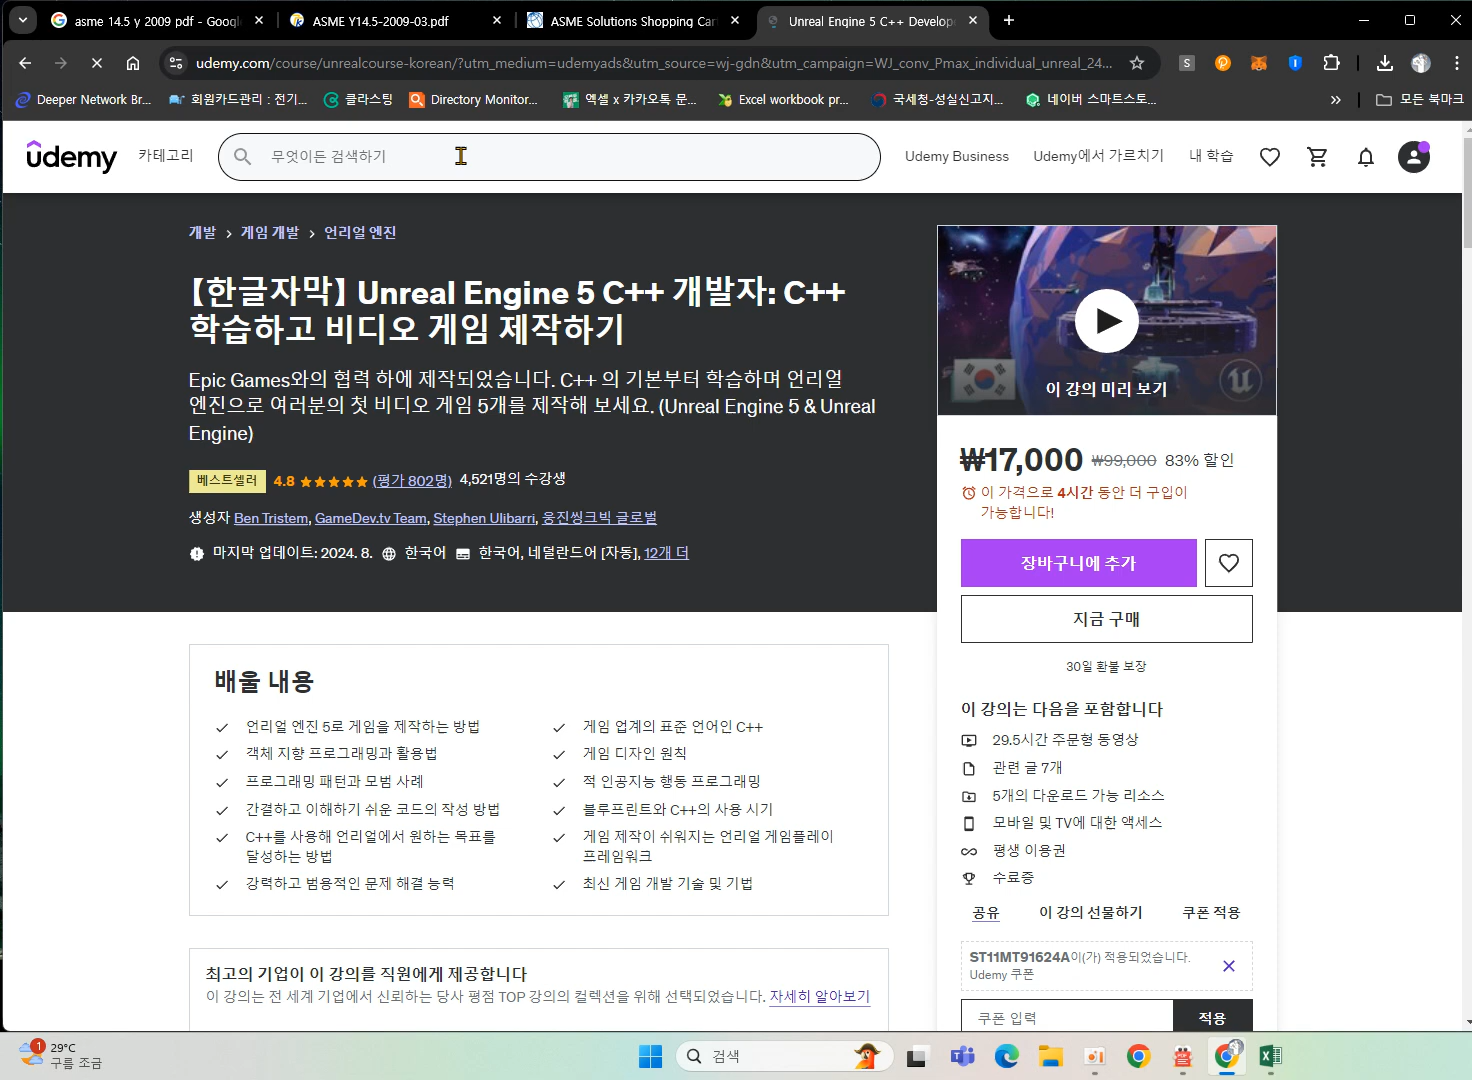 asme 14.5 y 2009 pdf - Googl
ASME Y14.5-2009-03.pdf
ASME Solutions Shopping Car
Unreal Engine 5 C++ Develope
udemy.com/course/unrealcourse-korean/?utm_medium=udemyads&utm_source=wj-gdn&utm_campaign=WJ_conv_Pmax_individual_unreal_24...
Deeper Network Br...
회원카드관리 : 전기...
클라스팅
Directory Monitor...
엑셀 x 카카오톡 문...
Excel workbook pr...
국세청-성실신고지...
네이버 스마트스토...
»
모든 북마크
udemy
카테고리
무엇이든 검색하기
Udemy Business
Udemy에서 가르치기
내 학습
개발 > 게임 개발 > 언리얼 엔진
【한글자막】 Unreal Engine 5 C++ 개발자: C++
학습하고 비디오 게임 제작하기
Epic Games와의 협력 하에 제작되었습니다. C++ 의 기본부터 학습하며 언리얼
엔진으로 여러분의 첫 비디오 게임 5개를 제작해 보세요. (Unreal Engine 5 & Unreal
Engine)
베스트셀러 4.8 (평가 802명) 4,521명의 수강생
생성자 Ben Tristem, GameDev.tv Team, Stephen Ulibarri, 웅진씽크빅 글로벌
마지막 업데이트: 2024. 8. 한국어 한국어, 네덜란드어 [자동], 12개 더
이 강의 미리 보기
₩17,000 ₩99,000 83% 할인
이 가격으로 4시간 동안 더 구입이
가능합니다!
장바구니에 추가
지금 구매
30일 환불 보장
이 강의는 다음을 포함합니다
29.5시간 주문형 동영상
관련 글 7개
5개의 다운로드 가능 리소스
모바일 및 TV에 대한 액세스
평생 이용권
수료증
공유
이 강의 선물하기
쿠폰 적용
ST11MT91624A이(가) 적용되었습니다.
Udemy 쿠폰
쿠폰 입력
적용
배울 내용
언리얼 엔진 5로 게임을 제작하는 방법
객체 지향 프로그래밍과 활용법
프로그래밍 패턴과 모범 사례
간결하고 이해하기 쉬운 코드의 작성 방법
C++를 사용해 언리얼에서 원하는 목표를
달성하는 방법
강력하고 범용적인 문제 해결 능력
게임 업계의 표준 언어인 C++
게임 디자인 원칙
적 인공지능 행동 프로그래밍
블루프린트와 C++의 사용 시기
게임 제작이 쉬워지는 언리얼 게임플레이
프레임워크
최신 게임 개발 기술 및 기법
최고의 기업이 이 강의를 직원에게 제공합니다
이 강의는 전 세계 기업에서 신뢰하는 당사 평점 TOP 강의의 컬렉션을 위해 선택되었습니다. 자세히 알아보기
1
29°C
구름 조금
검색